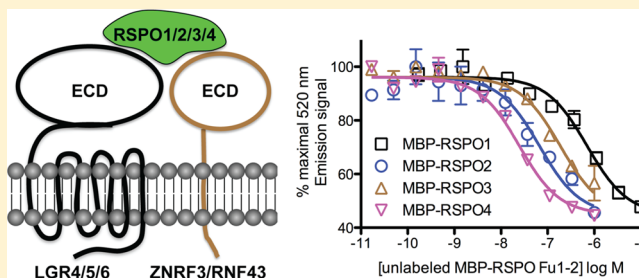 RSPO1/2/3/4
ECD
ECD
LGR4/5/6
ZNRF3/RNF43
% maximal 520 nm
Emission signal
100
80
60
40
MBP-RSPO1
MBP-RSPO2
MBP-RSPO3
MBP-RSPO4
-11 -10 -9 -8 -7 -6 -5
[unlabeled MBP-RSPO Fu1-2] log M